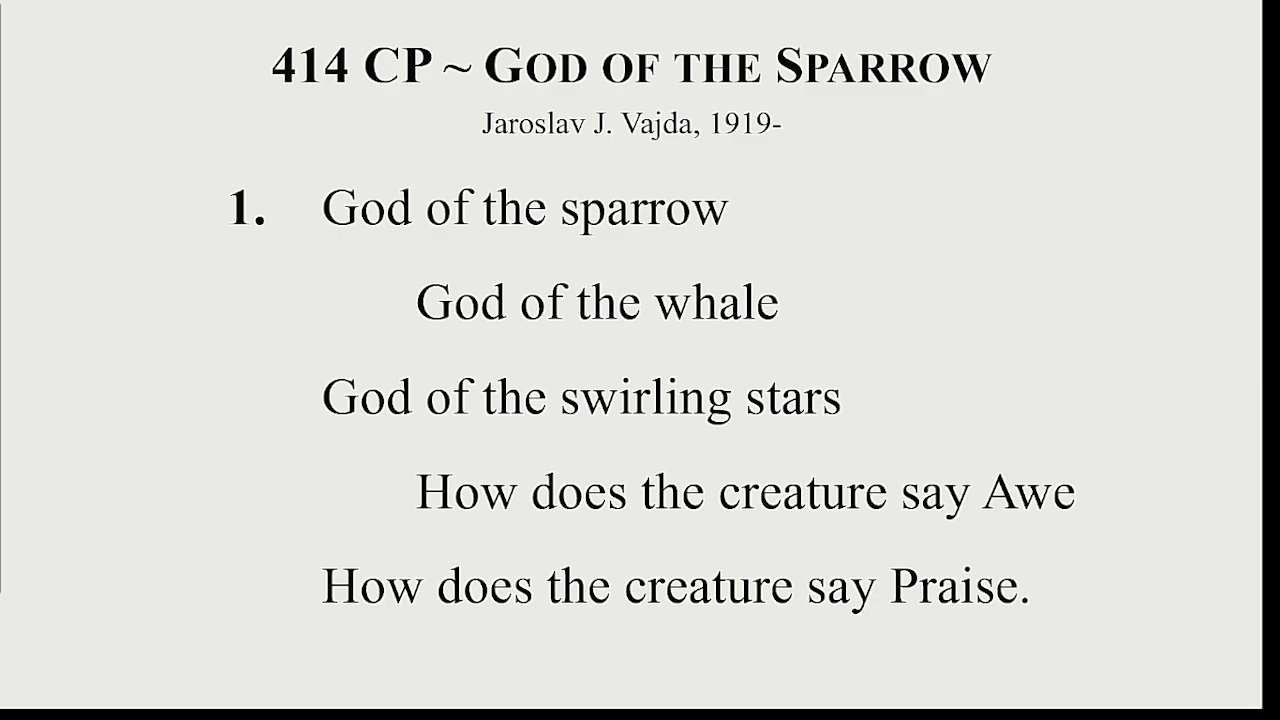 414 CP ~ GOD OF THE SPARROW
Jaroslav J. Vajda, 1919-
1. God of the sparrow
God of the whale
God of the swirling stars
How does the creature say Awe
How does the creature say Praise.